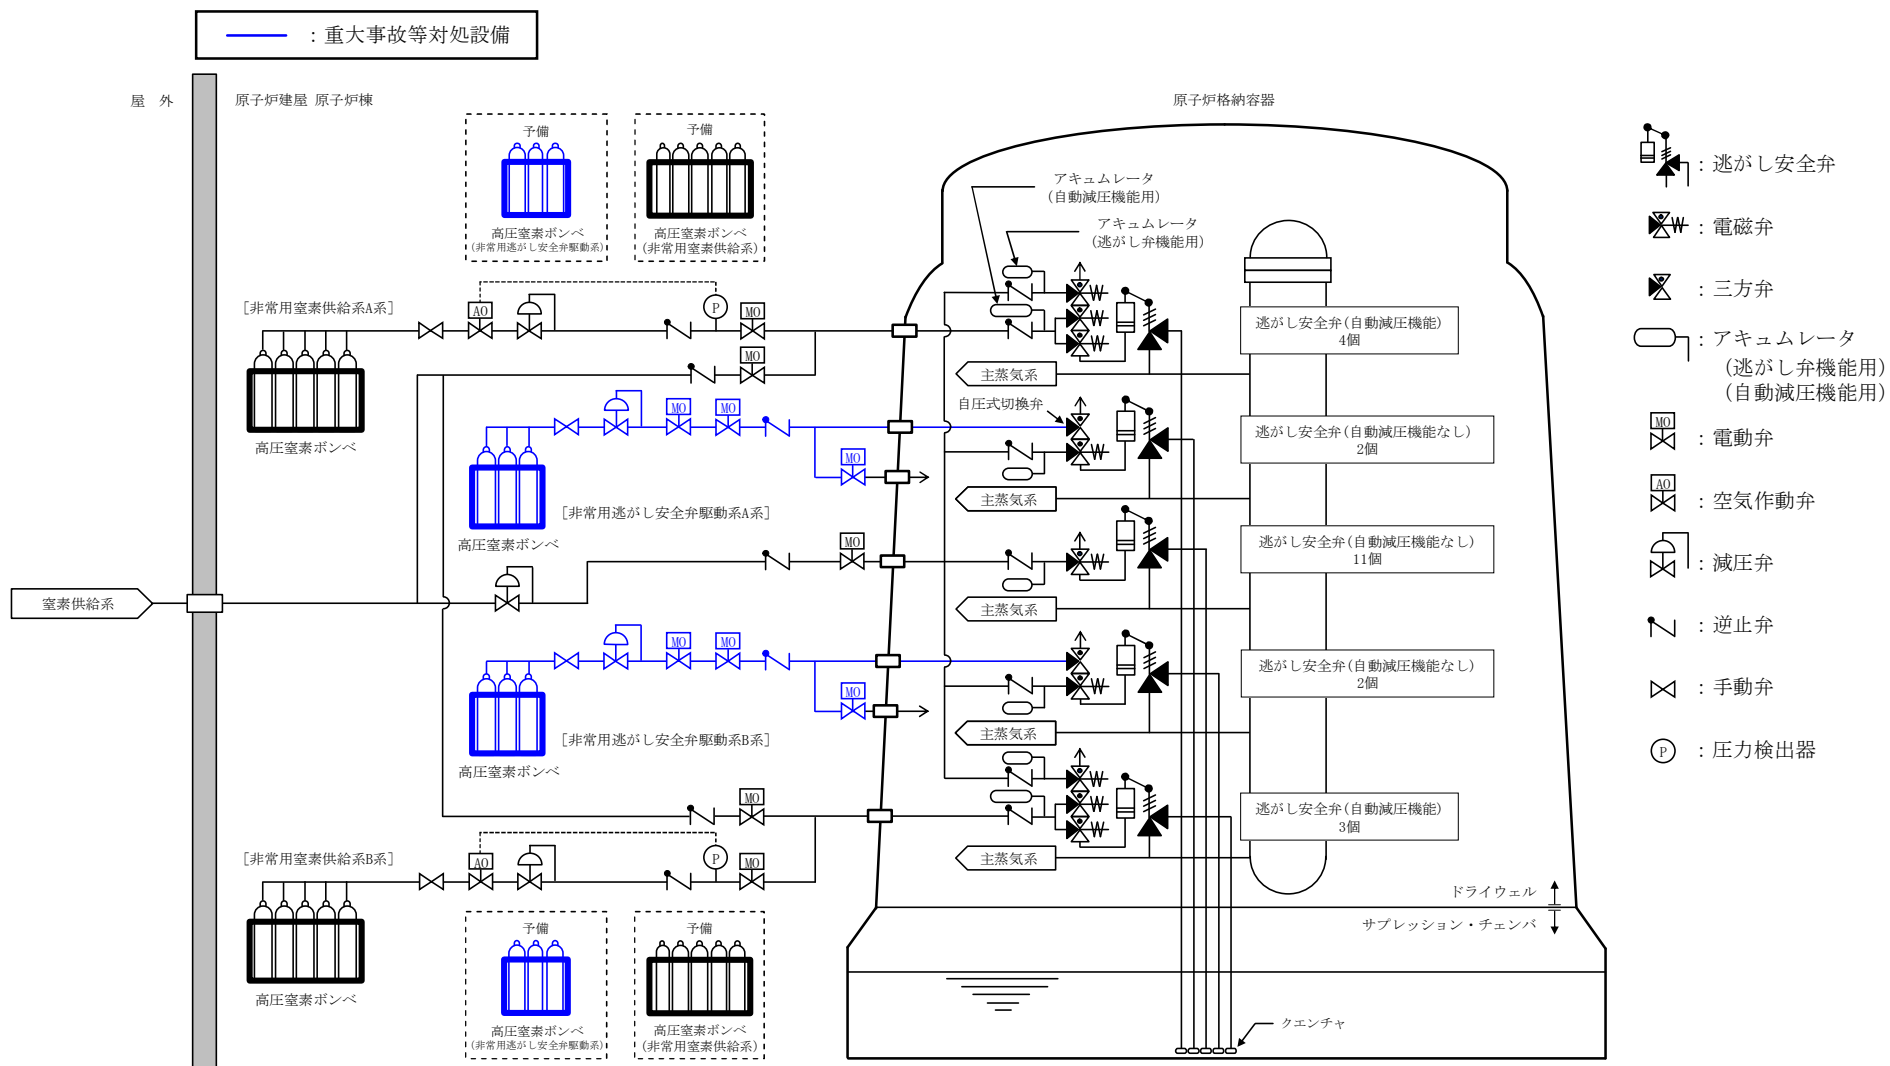 ：重大事故等対処設備
屋　外
原子炉建屋 原子炉棟
原子炉格納容器
予備
高圧窒素ボンベ
（非常用逃がし安全弁駆動系）
予備
高圧窒素ボンベ
（非常用窒素供給系）
［非常用窒素供給系A系］
AO
P
MO
MO
高圧窒素ボンベ
MO
MO
MO
［非常用逃がし安全弁駆動系A系］
高圧窒素ボンベ
MO
窒素供給系
MO
MO
MO
［非常用逃がし安全弁駆動系B系］
高圧窒素ボンベ
MO
［非常用窒素供給系B系］
AO
P
MO
高圧窒素ボンベ
予備
高圧窒素ボンベ
（非常用逃がし安全弁駆動系）
予備
高圧窒素ボンベ
（非常用窒素供給系）
アキュムレータ
（自動減圧機能用）
アキュムレータ
（逃がし弁機能用）
逃がし安全弁(自動減圧機能)
4個
主蒸気系
自圧式切換弁
逃がし安全弁(自動減圧機能なし)
2個
主蒸気系
逃がし安全弁(自動減圧機能なし)
11個
主蒸気系
逃がし安全弁(自動減圧機能なし)
2個
主蒸気系
逃がし安全弁(自動減圧機能)
3個
主蒸気系
ドライウェル
サプレッション・チェンバ
クエンチャ
：逃がし安全弁
：電磁弁
：三方弁
：アキュムレータ
（逃がし弁機能用）
（自動減圧機能用）
MO
：電動弁
AO
：空気作動弁
：減圧弁
：逆止弁
：手動弁
P
：圧力検出器